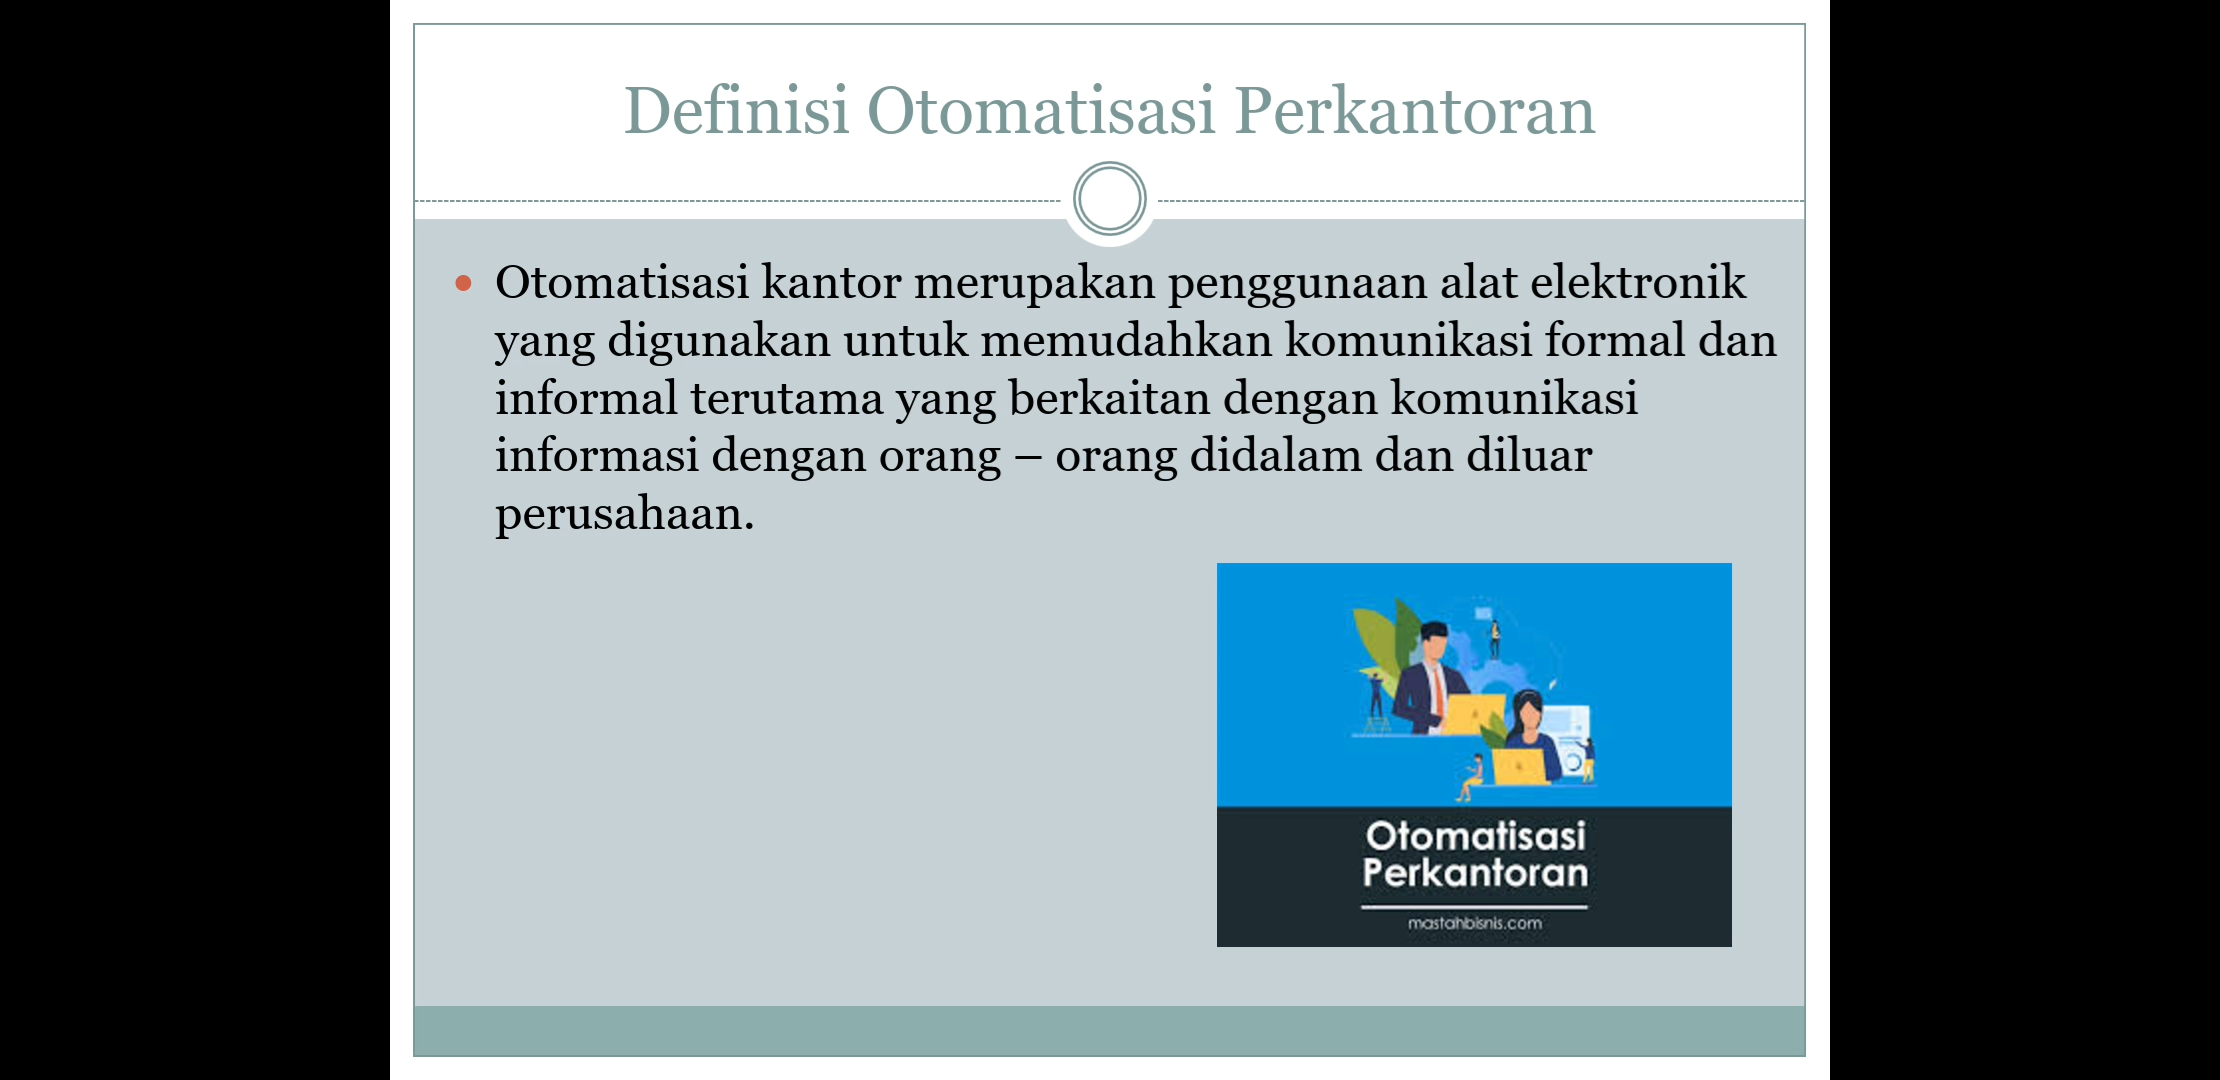 Definisi Otomatisasi Perkantoran
Otomatisasi kantor merupakan penggunaan alat elektronik
yang digunakan untuk memudahkan komunikasi formal dan
informal terutama yang berkaitan dengan komunikasi
informasi dengan orang – orang didalam dan diluar
perusahaan.
Otomatisasi
Perkantoran
mastahbisnis.com